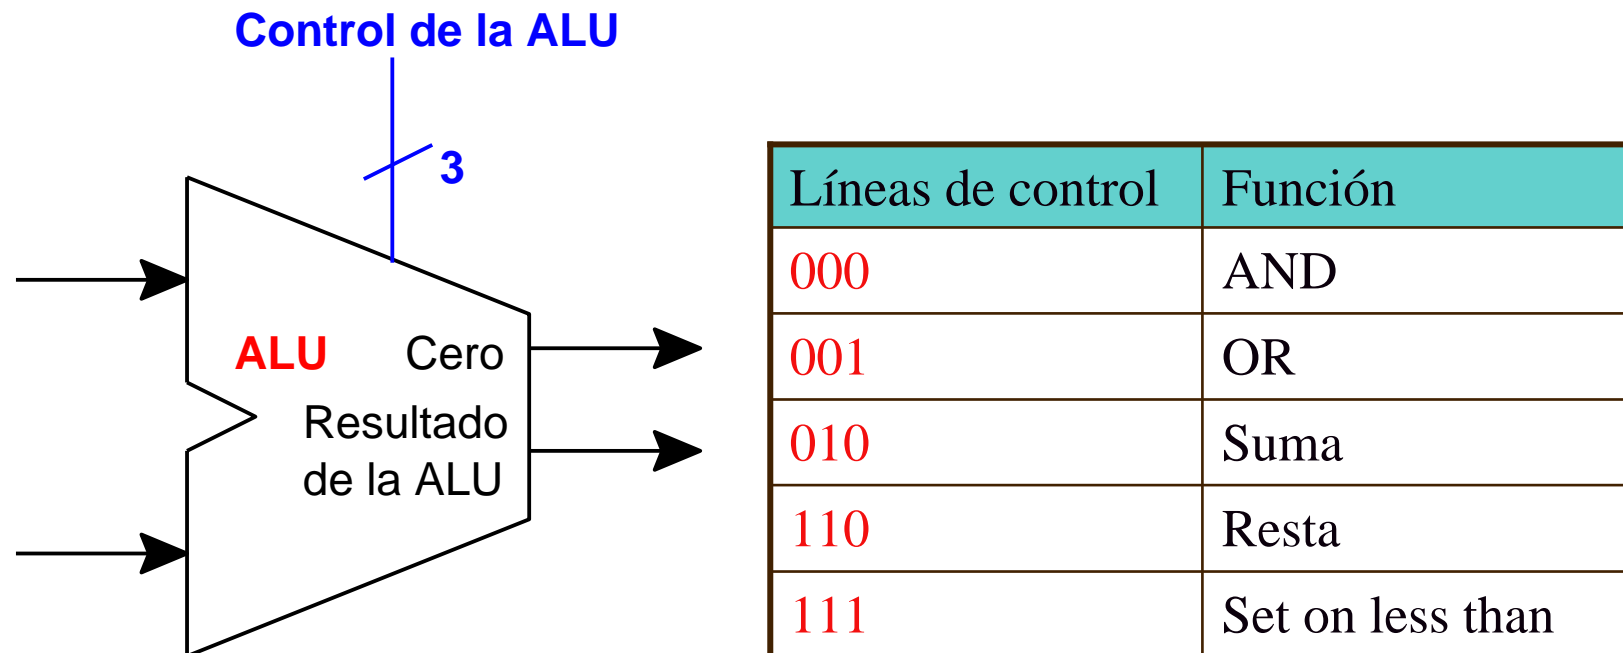 Control de la ALU
3
ALU
Cero
Resultado
de la ALU
Líneas de control Función
000 AND
001 OR
010 Suma
110 Resta
111 Set on less than